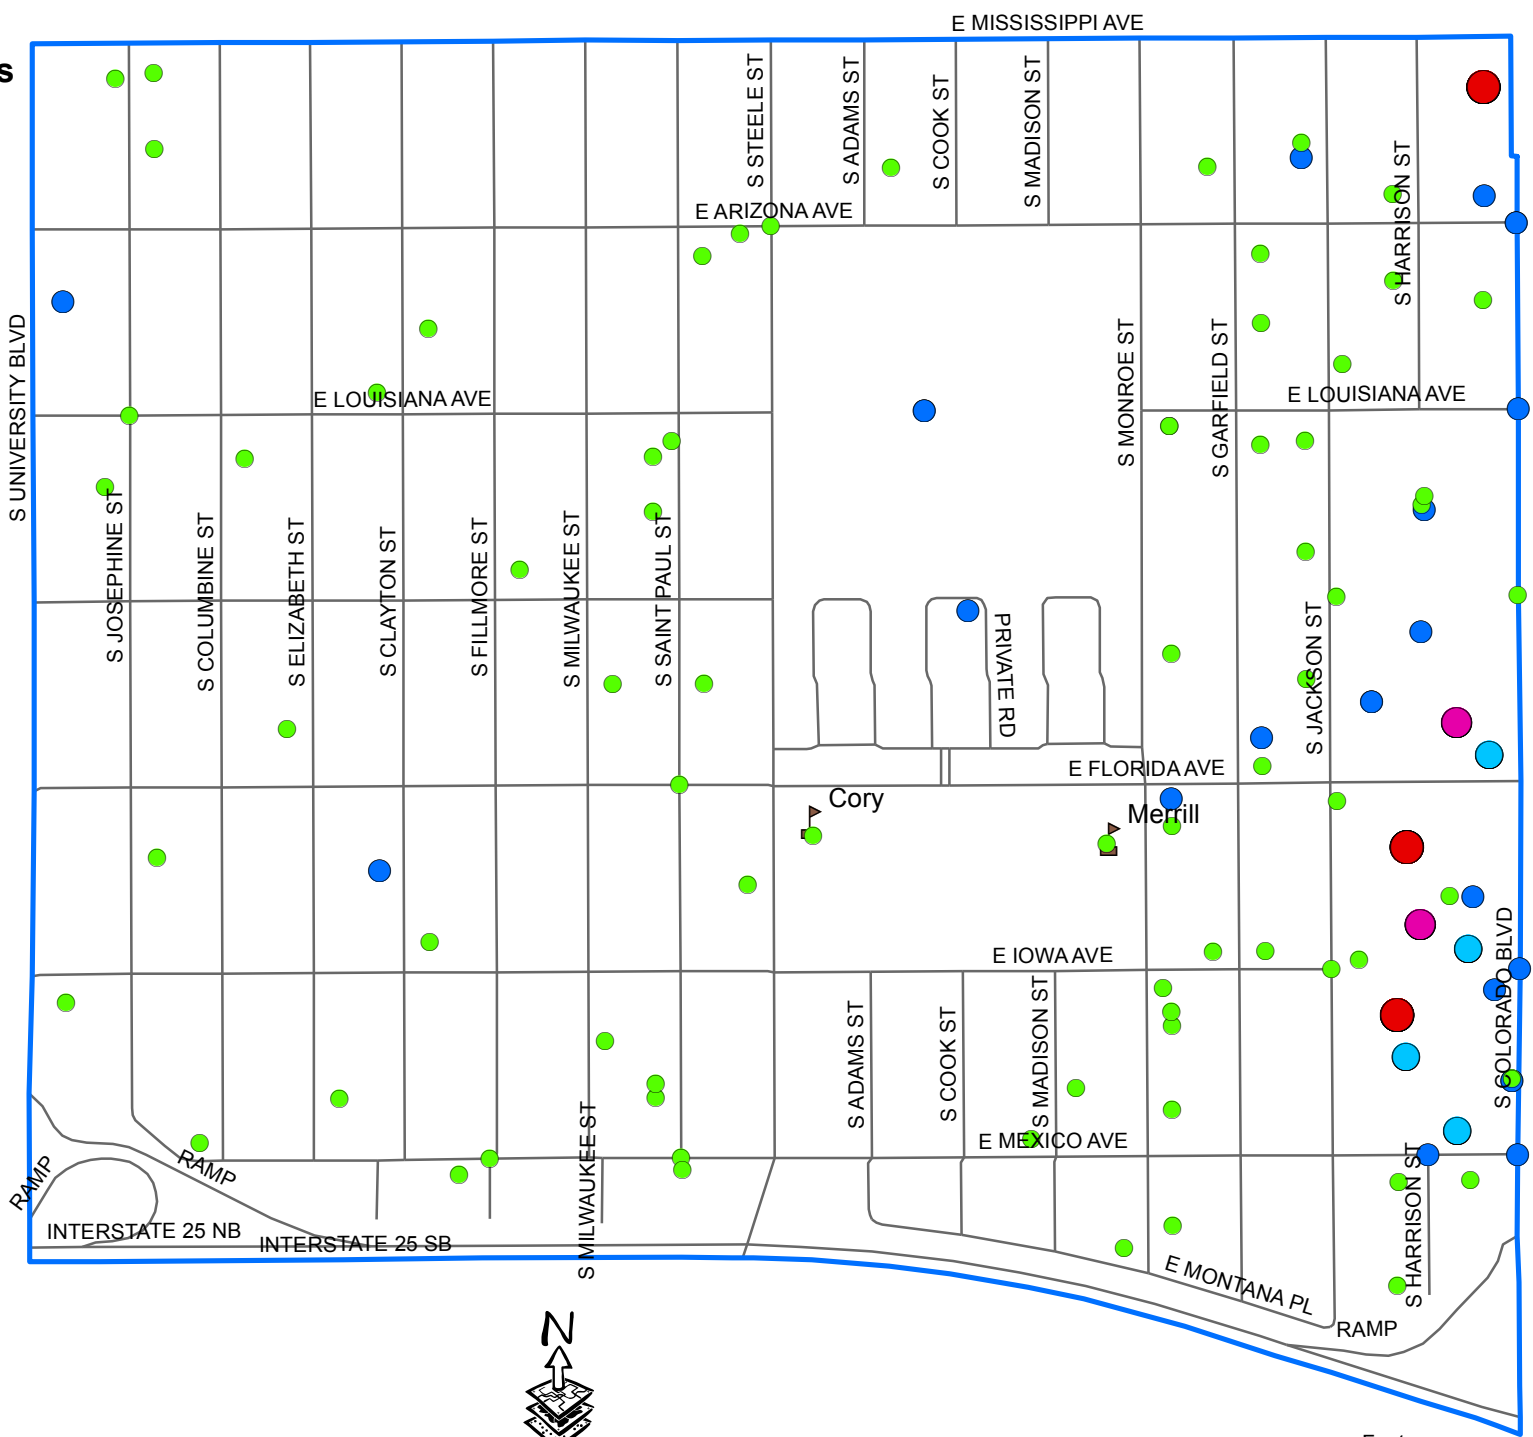 E MISSISSIPPI AVE
s
S STEELE ST
S ADAMS ST
S COOK ST
S MADISON ST
S HARRISON ST
E ARIZONA AVE
S UNIVERSITY BLVD
S MONROE ST
S GARFIELD ST
E LOUISIANA AVE
E LOUISIANA AVE
S JOSEPHINE ST
S COLUMBINE ST
S ELIZABETH ST
S CLAYTON ST
S FILLMORE ST
S MILWAUKEE ST
S SAINT PAUL ST
PRIVATE RD
S JACKSON ST
E FLORIDA AVE
Cory
Merrill
S COLORADO BLVD
E IOWA AVE
S ADAMS ST
S COOK ST
S MADISON ST
E MEXICO AVE
S MILWAUKEE ST
S HARRISON ST
RAMP
RAMP
INTERSTATE 25 NB
INTERSTATE 25 SB
E MONTANA PL
RAMP
N